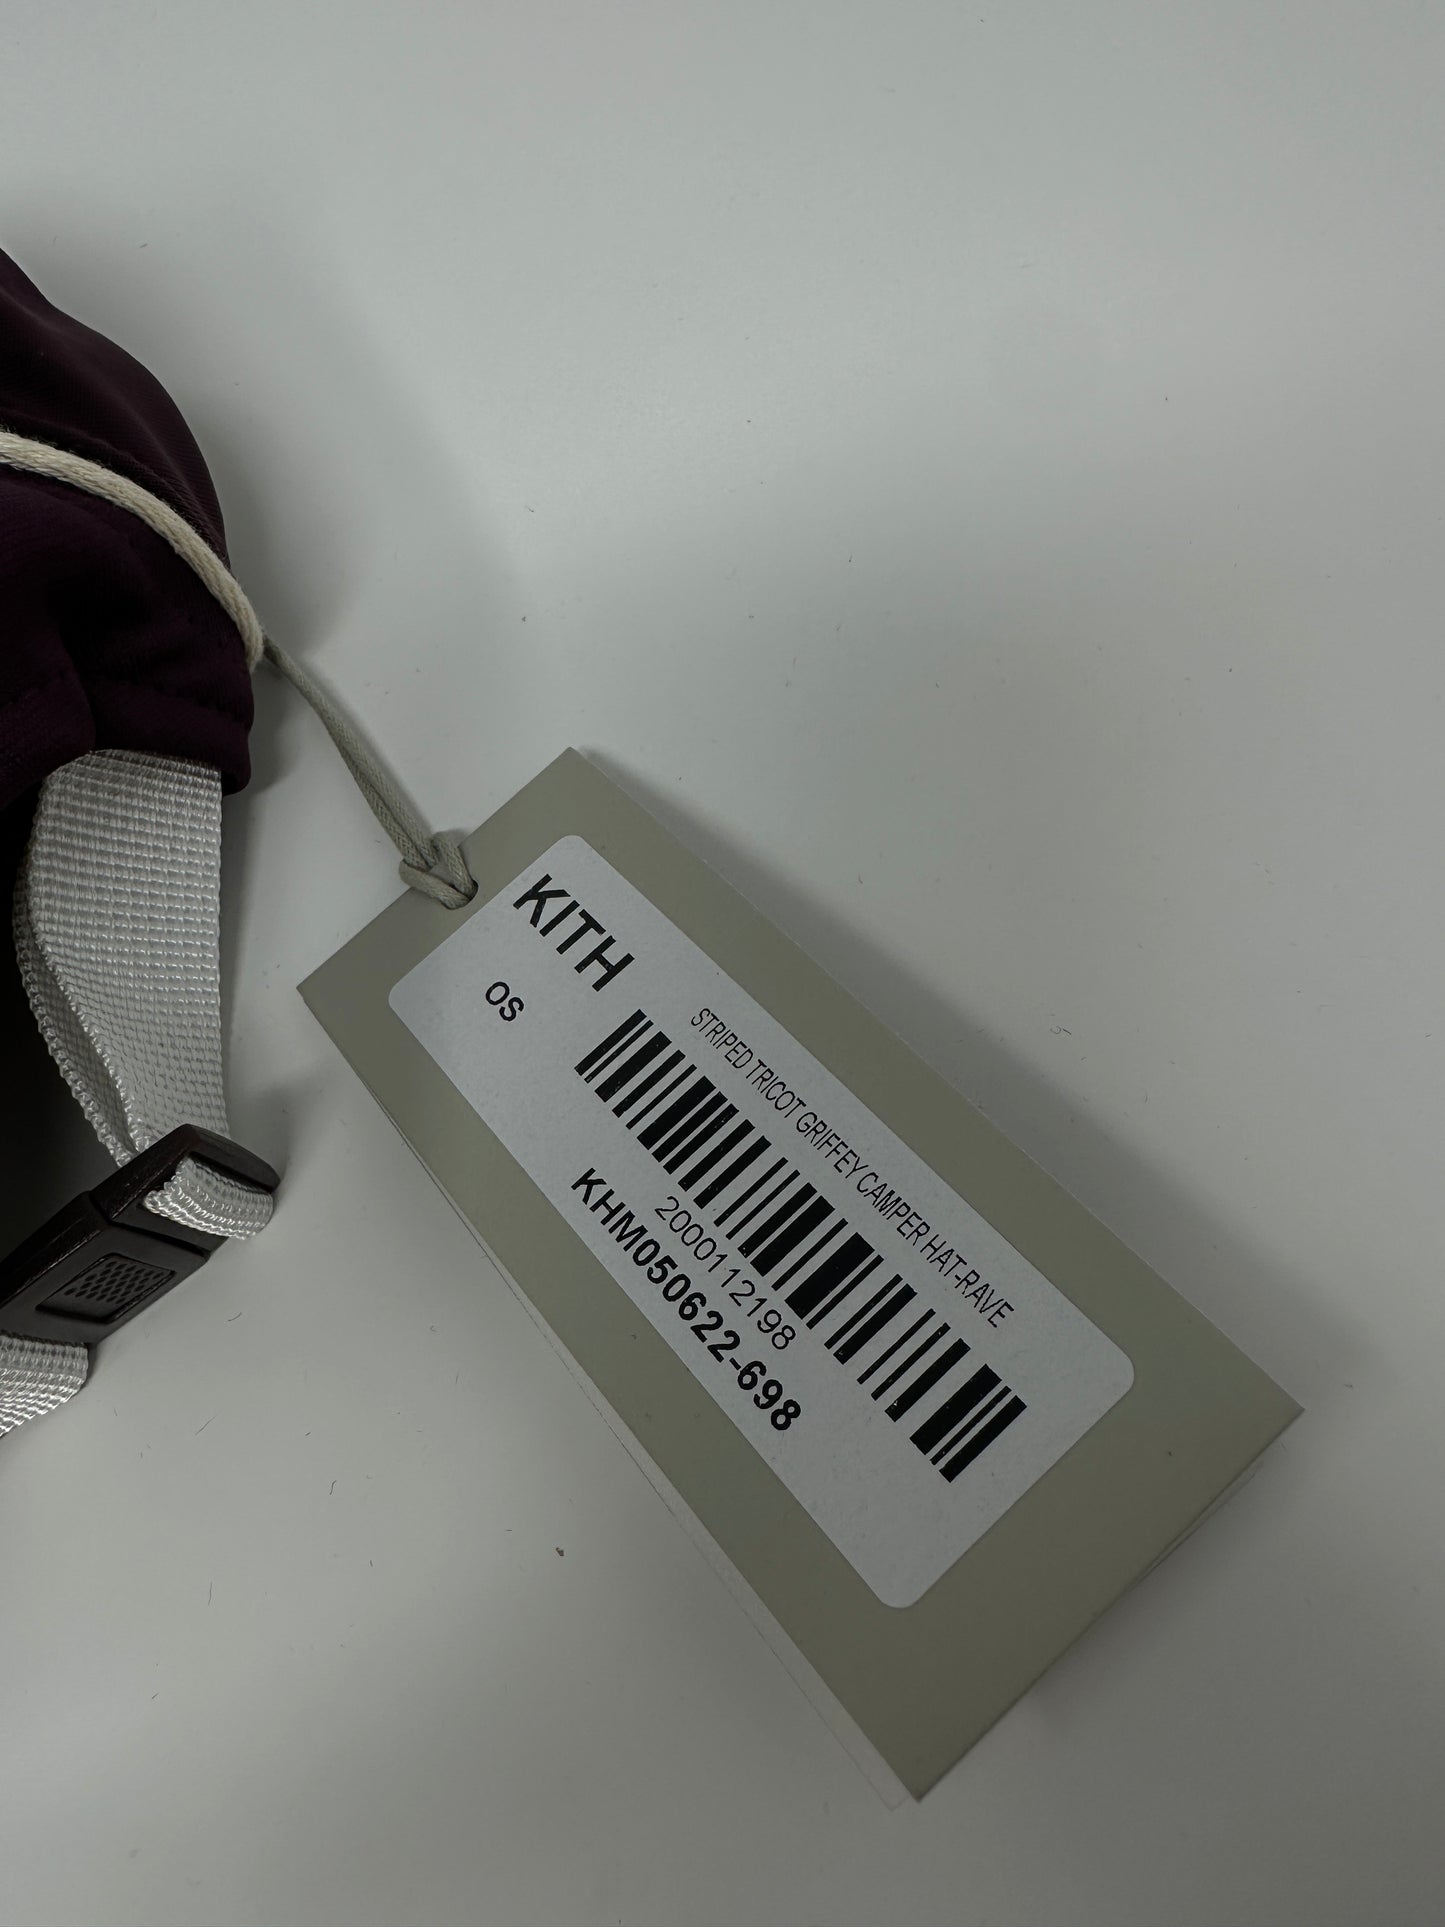 KITH
OS
STRIPED TRICOT GRIFFEY CAMPER HAT-RAVE
2000112198
KHM050622-698